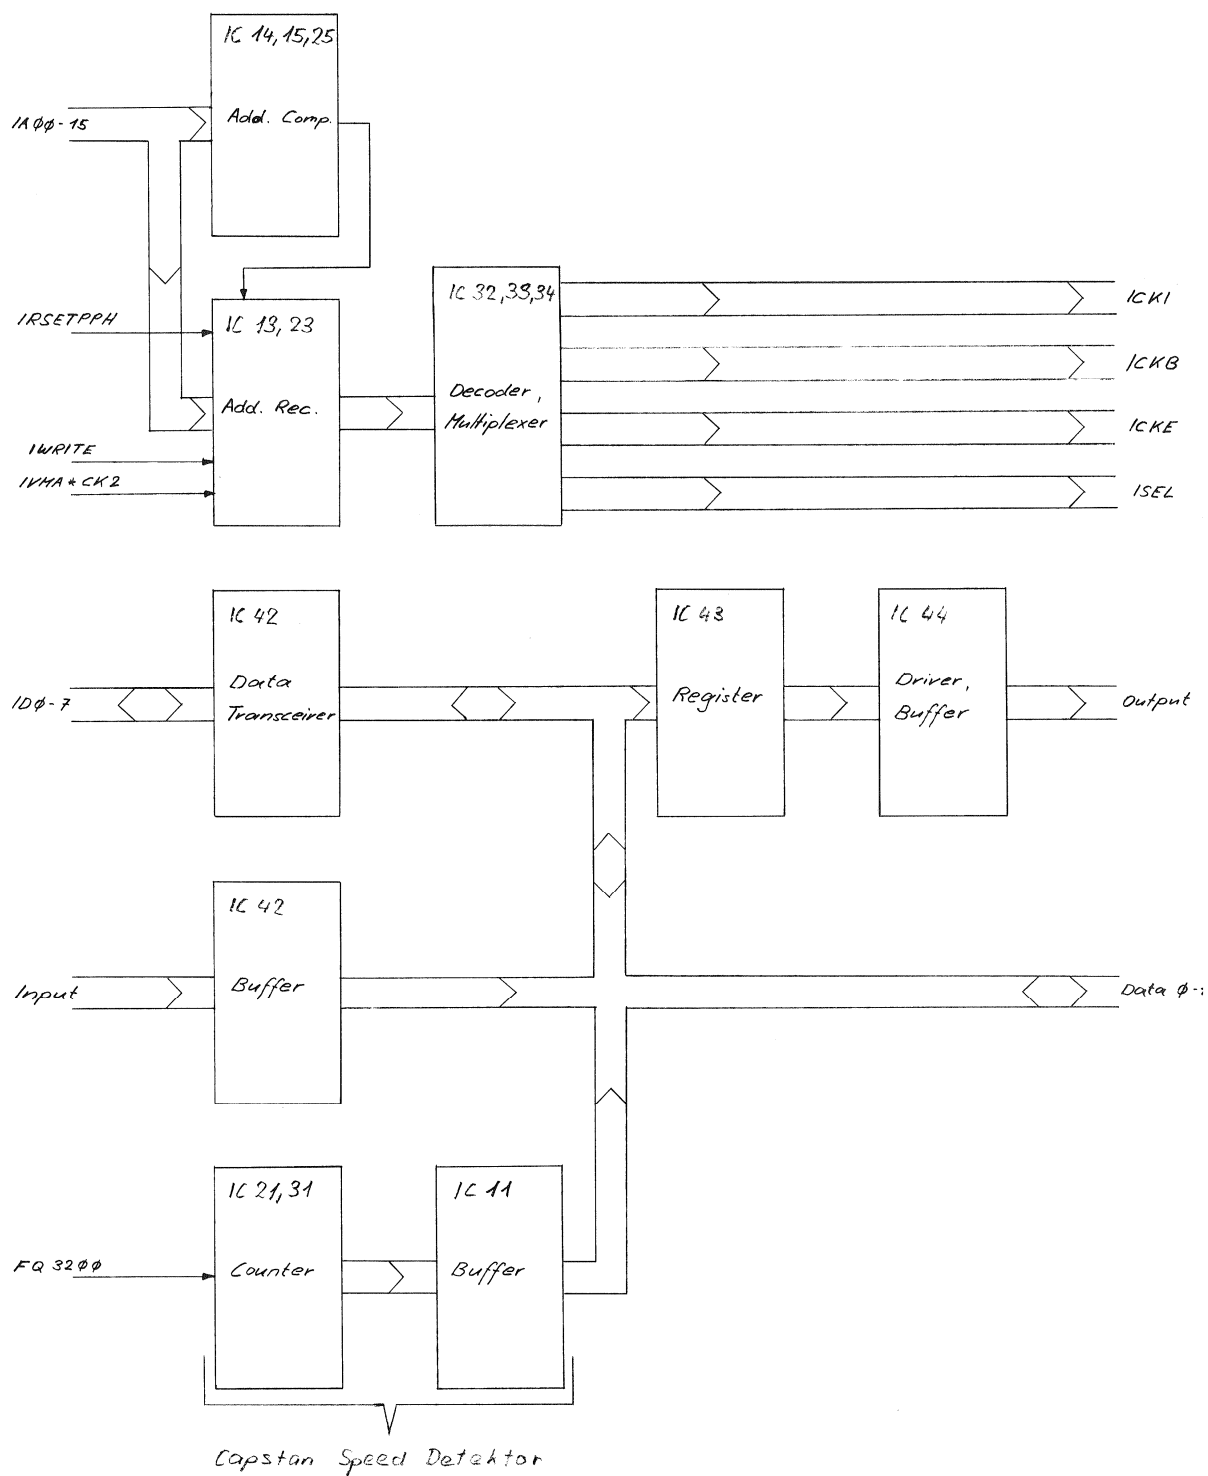 IC 14,15,25
IAØØ-15
Add. Comp.
IC 32,33,34
ICKI
IRSETPPH
IC 13,23
ICKB
Decoder,
Add. Rec.
Multiplexer
ICKE
IWRITE
IVMA*CK2
ISEL
IC 42
IC 43
IC 44
Data
Driver,
IDØ-7
Transceirer
Register
Buffer
Output
IC 42
Input
Buffer
Data Ø-
IC 21,31
IC 11
FQ 32ØØ
Counter
Buffer
Capstan Speed Detektor